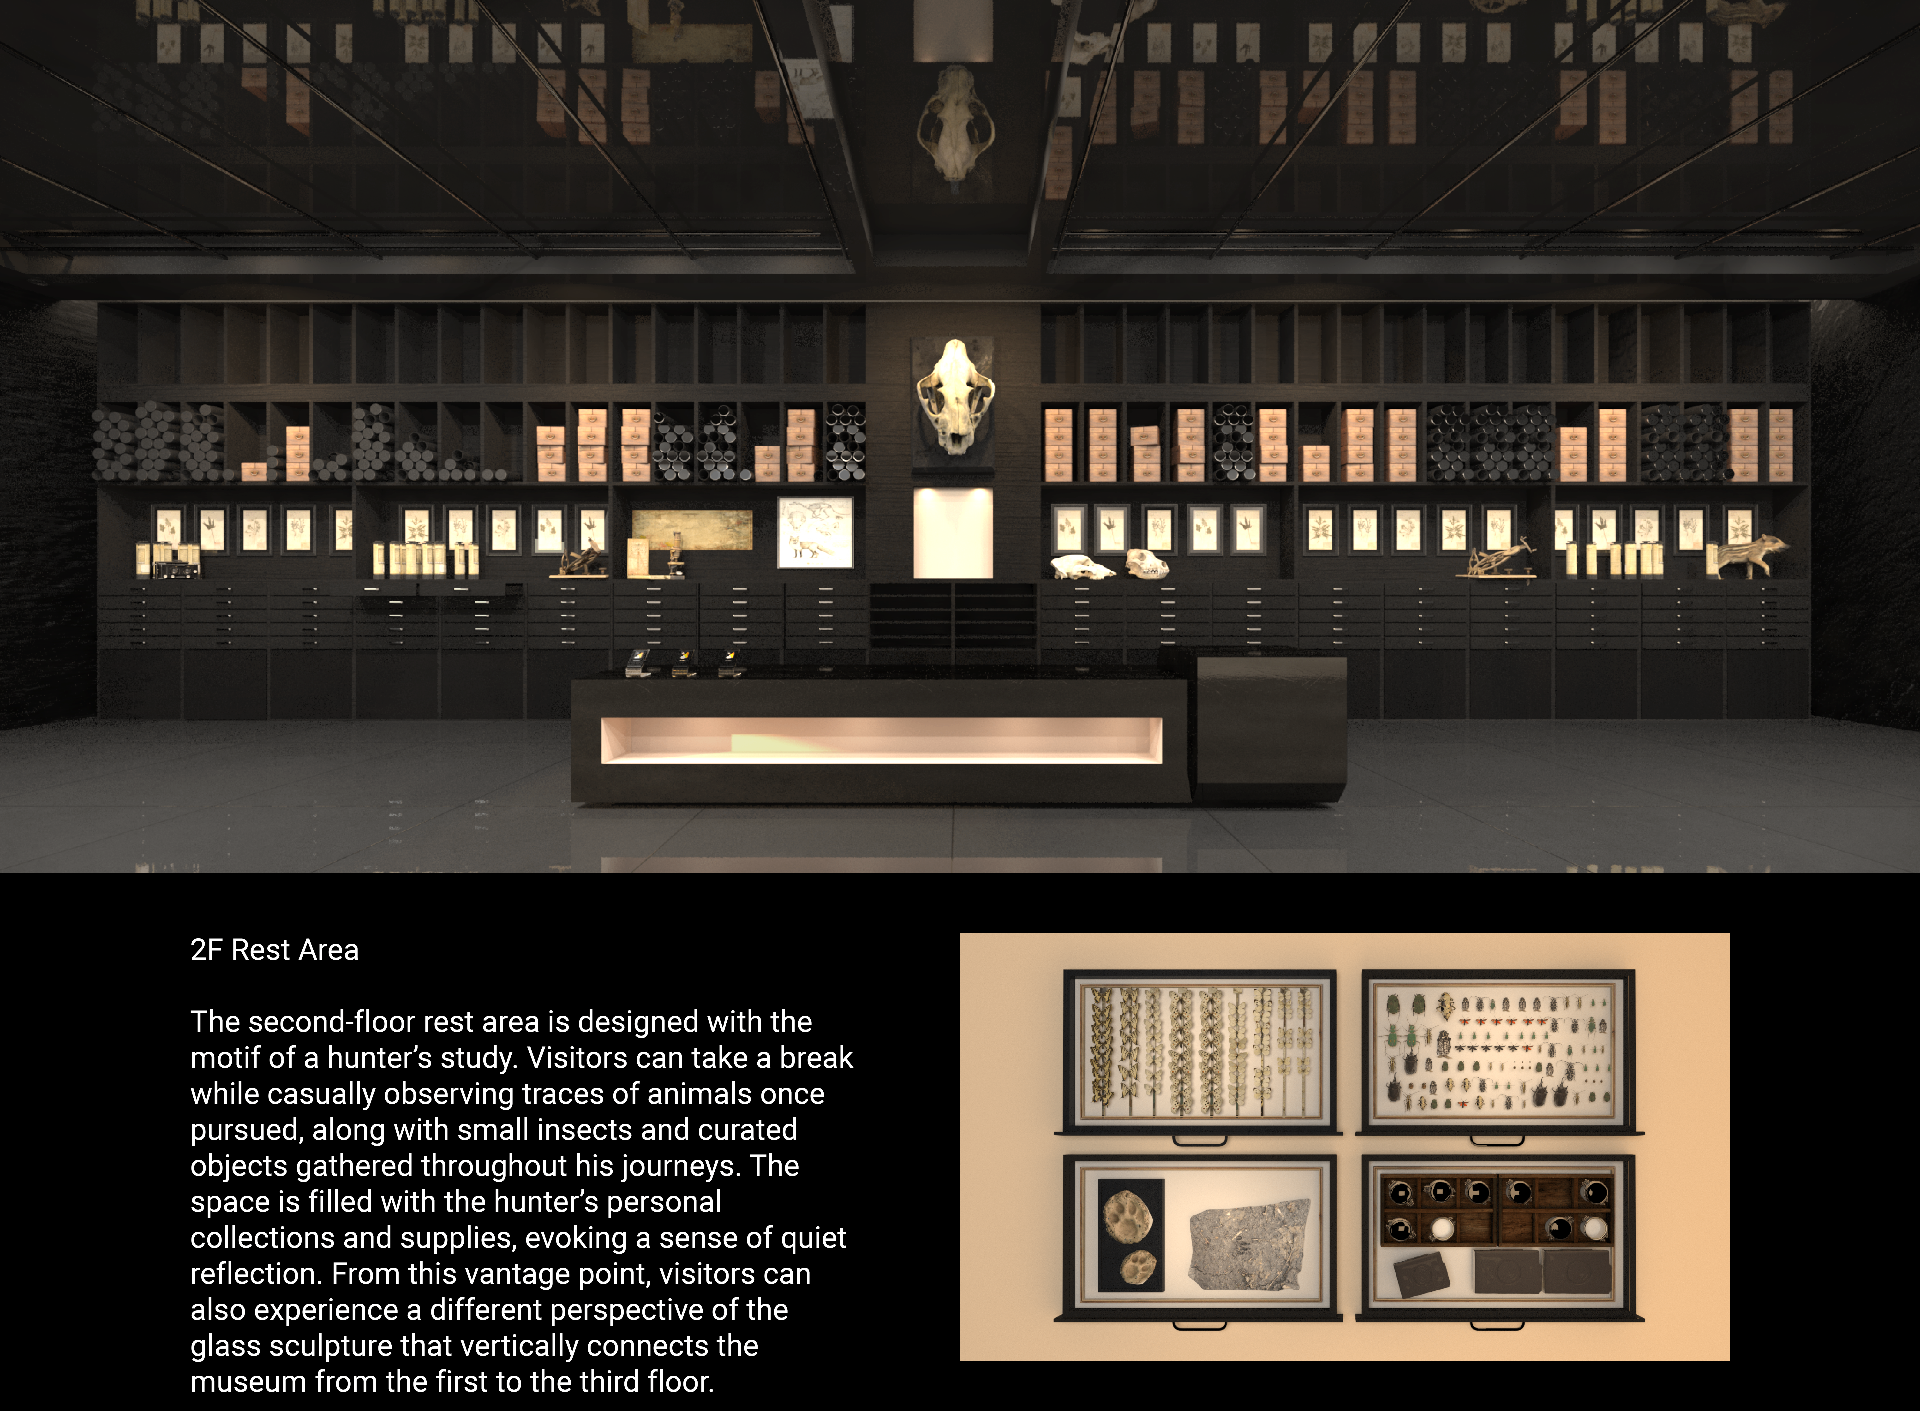 2F Rest Area
The second-floor rest area is designed with the
motif of a hunter’s study. Visitors can take a break
while casually observing traces of animals once
pursued, along with small insects and curated
objects gathered throughout his journeys. The
space is filled with the hunter’s personal
collections and supplies, evoking a sense of quiet
reflection. From this vantage point, visitors can
also experience a different perspective of the
glass sculpture that vertically connects the
museum from the first to the third floor.